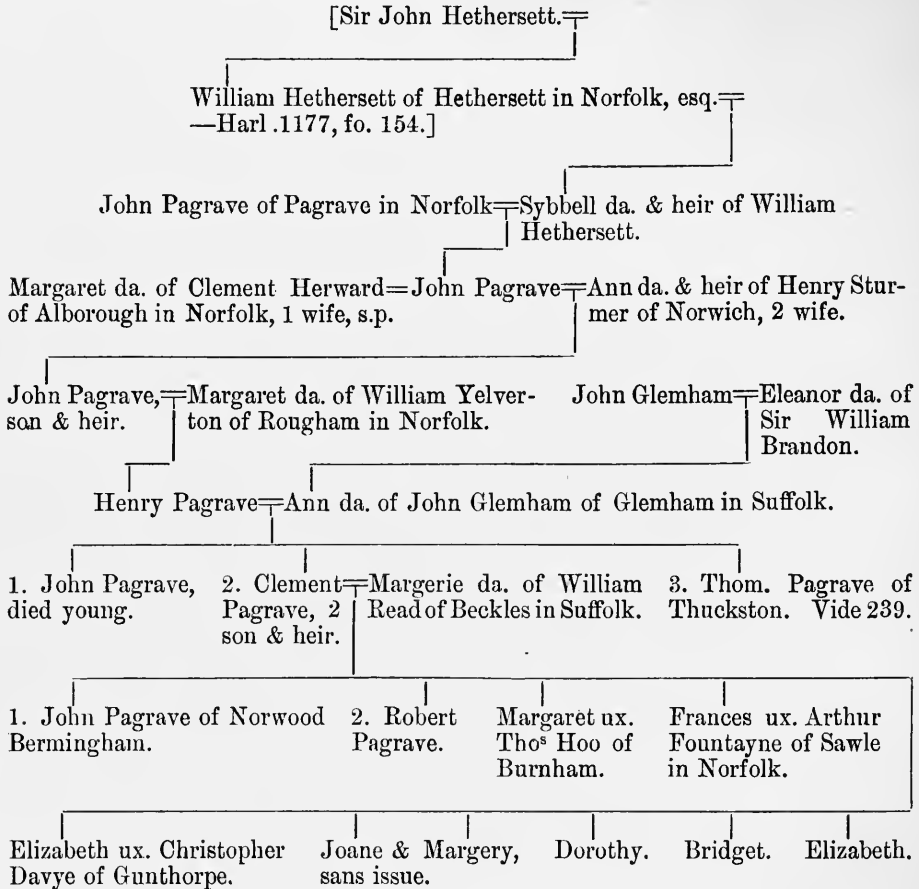 [Sir John Hethersett.
William Hethersett of Hethersett in Norfolk, esq.
—Harl .1177, fo. 154.]
John Pagrave of Pagrave in Norfolk=Sybbell da. & heir of William
Hethersett.
Margaret da. of Clement Herward=John Pagrave=Ann da. & heir of Henry Stur-
of Alborough in Norfolk, 1 wife, s.p.
mer of Norwich, 2 wife.
John Pagrave,=Margaret da. of William Yelver-
son & heir.
ton of Rougham in Norfolk.
John Glemham=Eleanor da. of
Sir William
Brandon.
Henry Pagrave=Ann da. of John Glemham of Glemham in Suffolk.
1. John Pagrave,
died young.
2. Clement=Margerie da. of William
Pagrave, 2
son & heir.
Read of Beckles in Suffolk.
3. Thom. Pagrave of
Thuckston. Vide 239.
1. John Pagrave of Norwood
Bermingham.
2. Robert
Pagrave.
Margaret ux.
Thoˢ Hoo of
Burnham.
Frances ux. Arthur
Fountayne of Sawle
in Norfolk.
Elizabeth ux. Christopher
Davye of Gunthorpe.
Joane & Margery,
sans issue.
Dorothy.
Bridget.
Elizabeth.